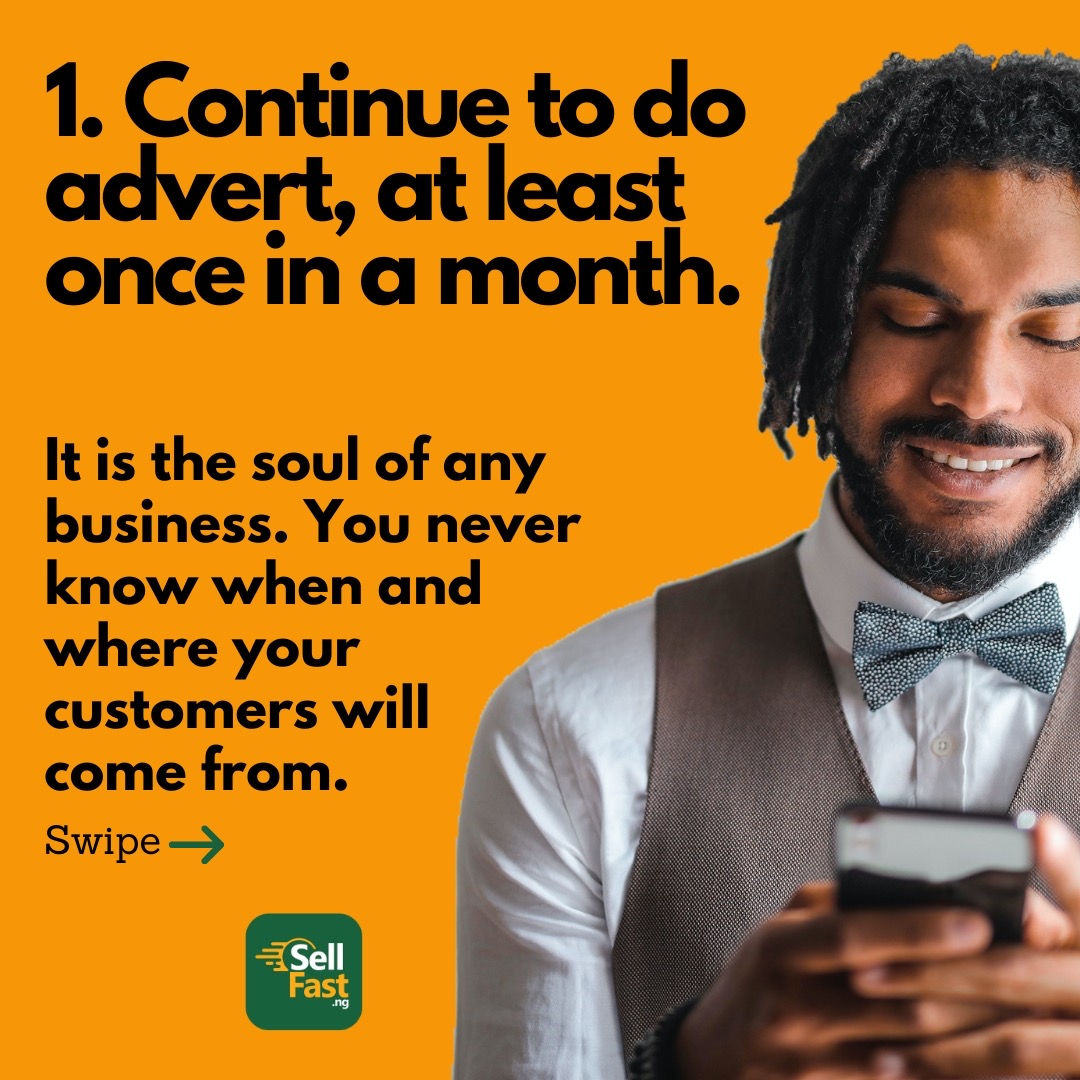 1. Continue to do
advert, at least
once in a month.
It is the soul of any
business. You never
know when and
where your
customers will
come from.
Swipe
Sell
Fast
.ng